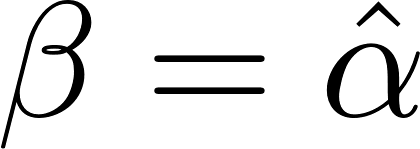 β = α̂